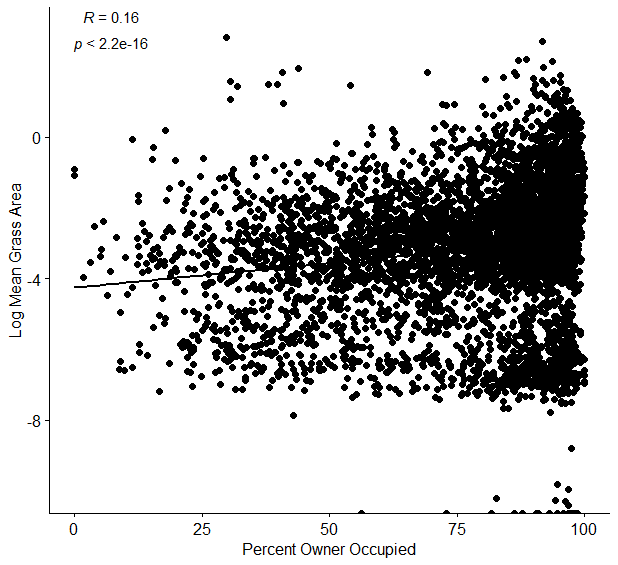 R = 0.16
p < 2.2e-16
Log Mean Grass Area
0
-4
-8
0 25 50 75 100
Percent Owner Occupied